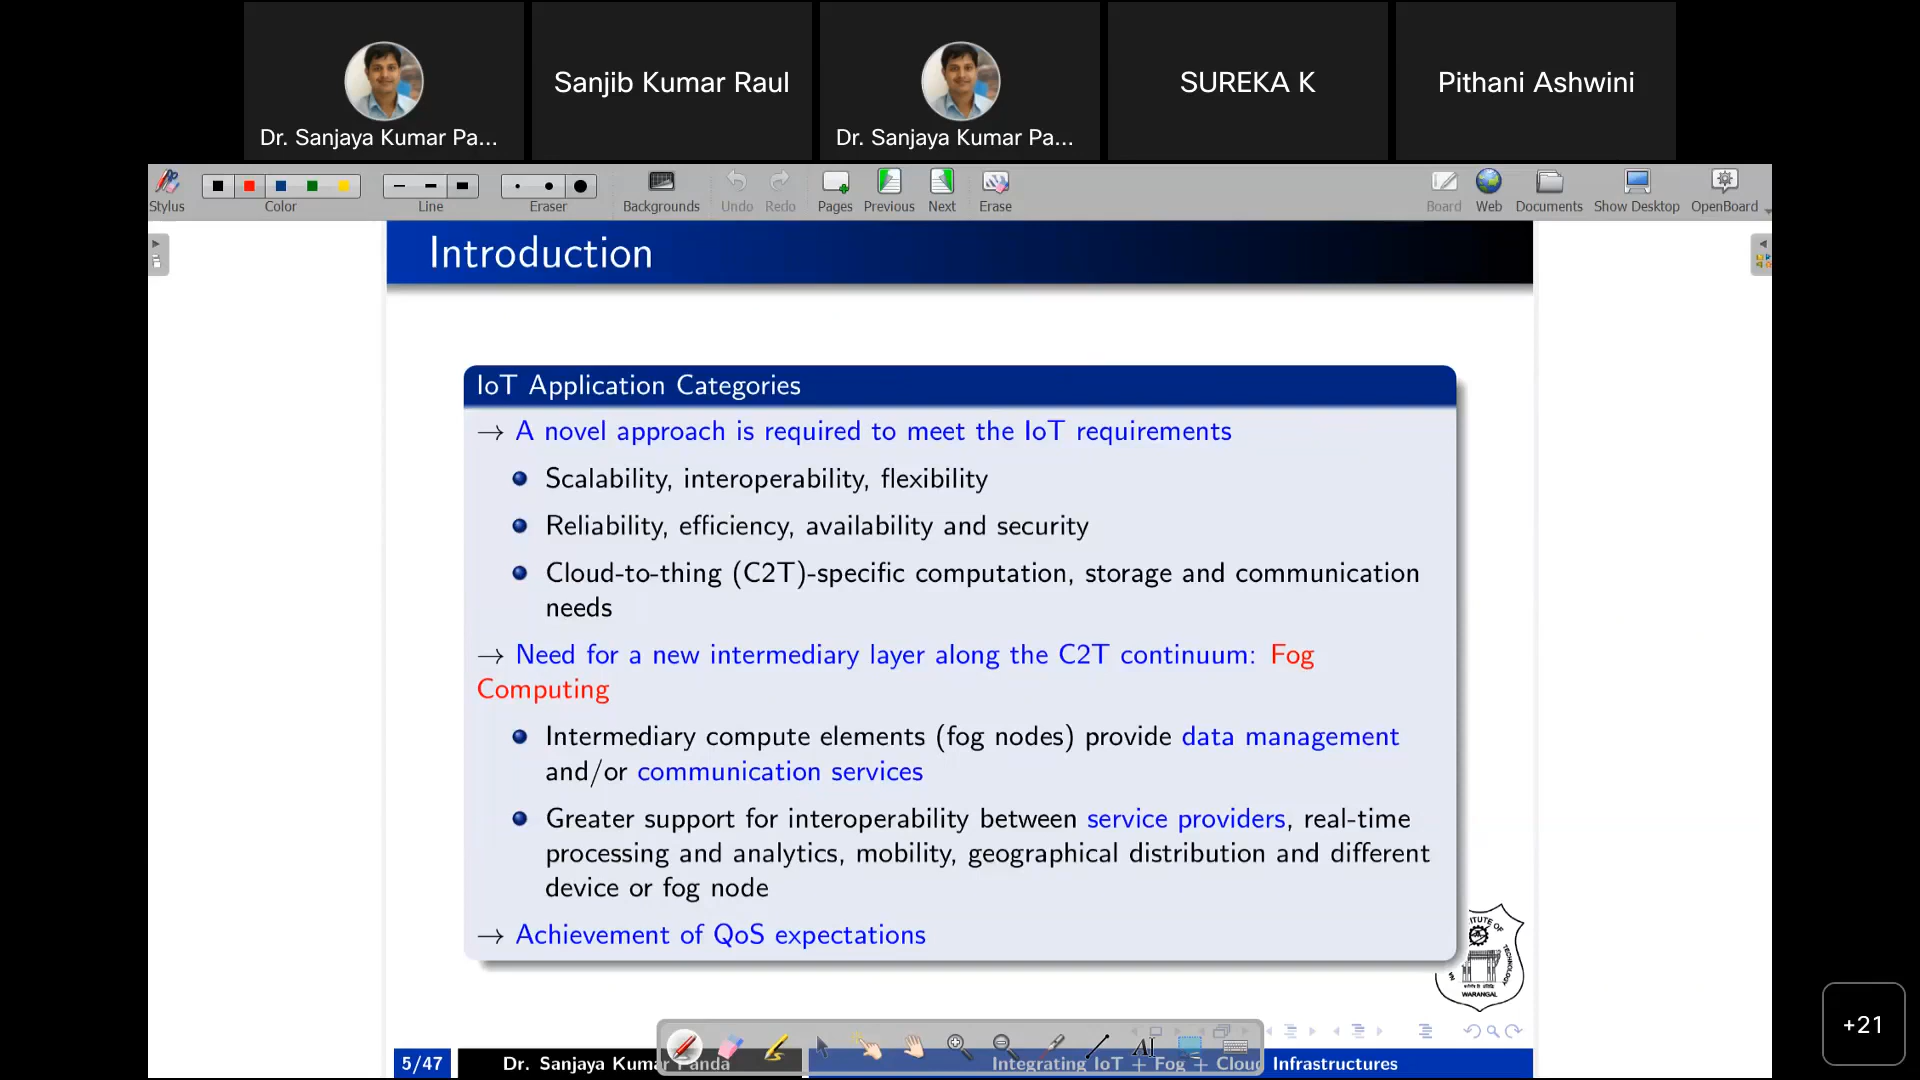 Dr. Sanjaya Kumar Pa...
Sanjib Kumar Raul
Dr. Sanjaya Kumar Pa...
SUREKA K
Pithani Ashwini
Stylus
Color
Line
Eraser
Backgrounds
Undo
Redo
Pages
Previous
Next
Erase
Board
Web
Documents
Show Desktop
OpenBoard
Introduction
IoT Application Categories
→ A novel approach is required to meet the IoT requirements
Scalability, interoperability, flexibility
Reliability, efficiency, availability and security
Cloud-to-thing (C2T)-specific computation, storage and communication
needs
→ Need for a new intermediary layer along the C2T continuum: Fog
Computing
Intermediary compute elements (fog nodes) provide data management
and/or communication services
Greater support for interoperability between service providers, real-time
processing and analytics, mobility, geographical distribution and different
device or fog node
→ Achievement of QoS expectations
TECHNOLOGY
WARANGAL
+21
5/47
Dr. Sanjaya Kumar Panda
Integrating IoT + Fog + Cloud Infrastructures